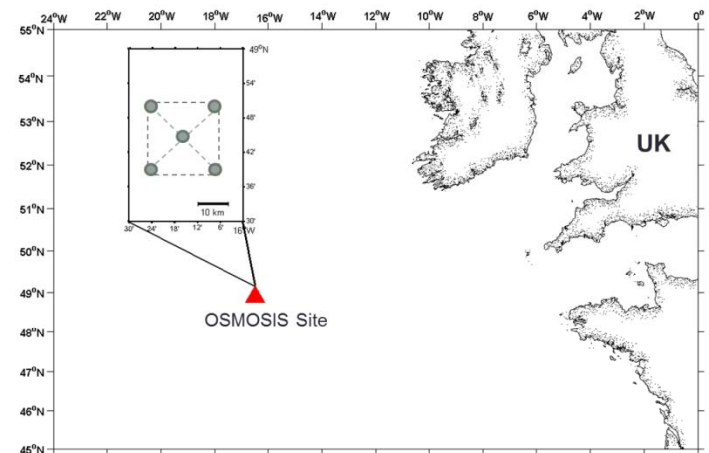 24°W 22°W 20°W 18°W 16°W 14°W 12°W 10°W 8°W 6°W 4°W 2°W 0°
55°N
49°N
54°N
54'
48'
53°N
42'
UK
52°N
36'
10 km
51°N
30'
30' 24' 18' 12' 6' 16°W
50°N
49°N
OSMOSIS Site
48°N
47°N
46°N
45°N